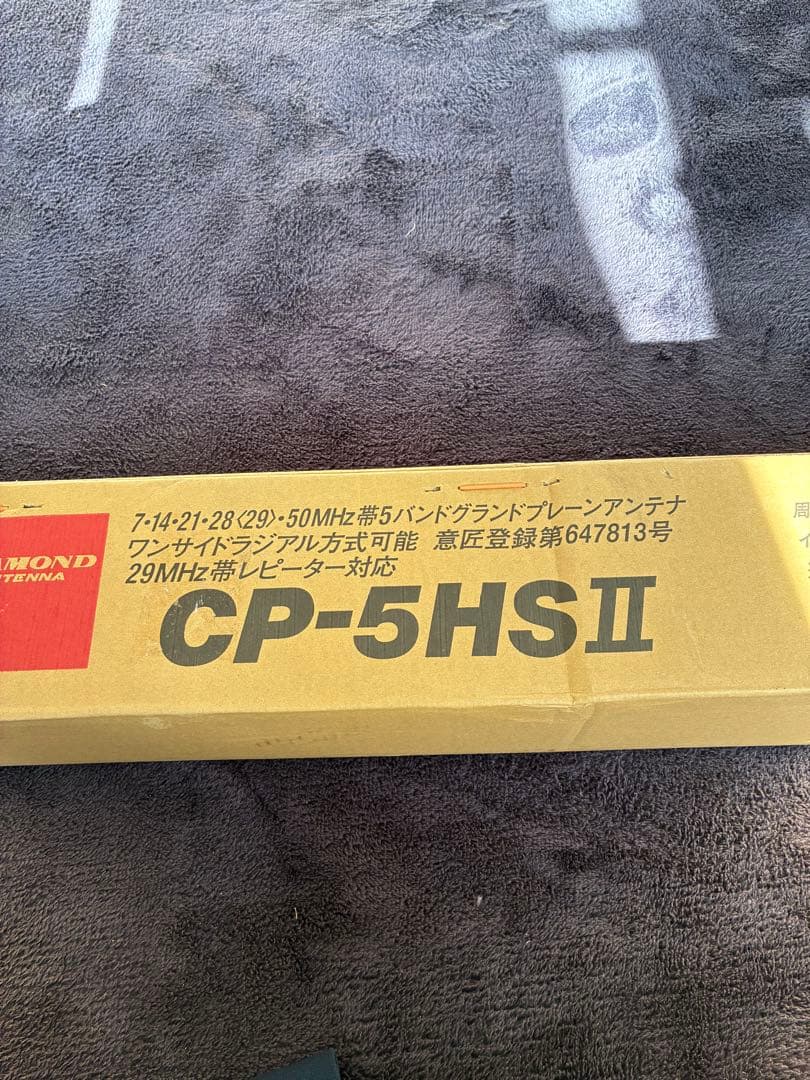 AMOND
TENNA
7・14・21・28〈29〉・50MHz帯5バンドグランドプレーンアンテナ
ワンサイドラジアル方式可能 意匠登録第647813号
29MHz帯レピーター対応
CP-5HSⅡ
周
イ